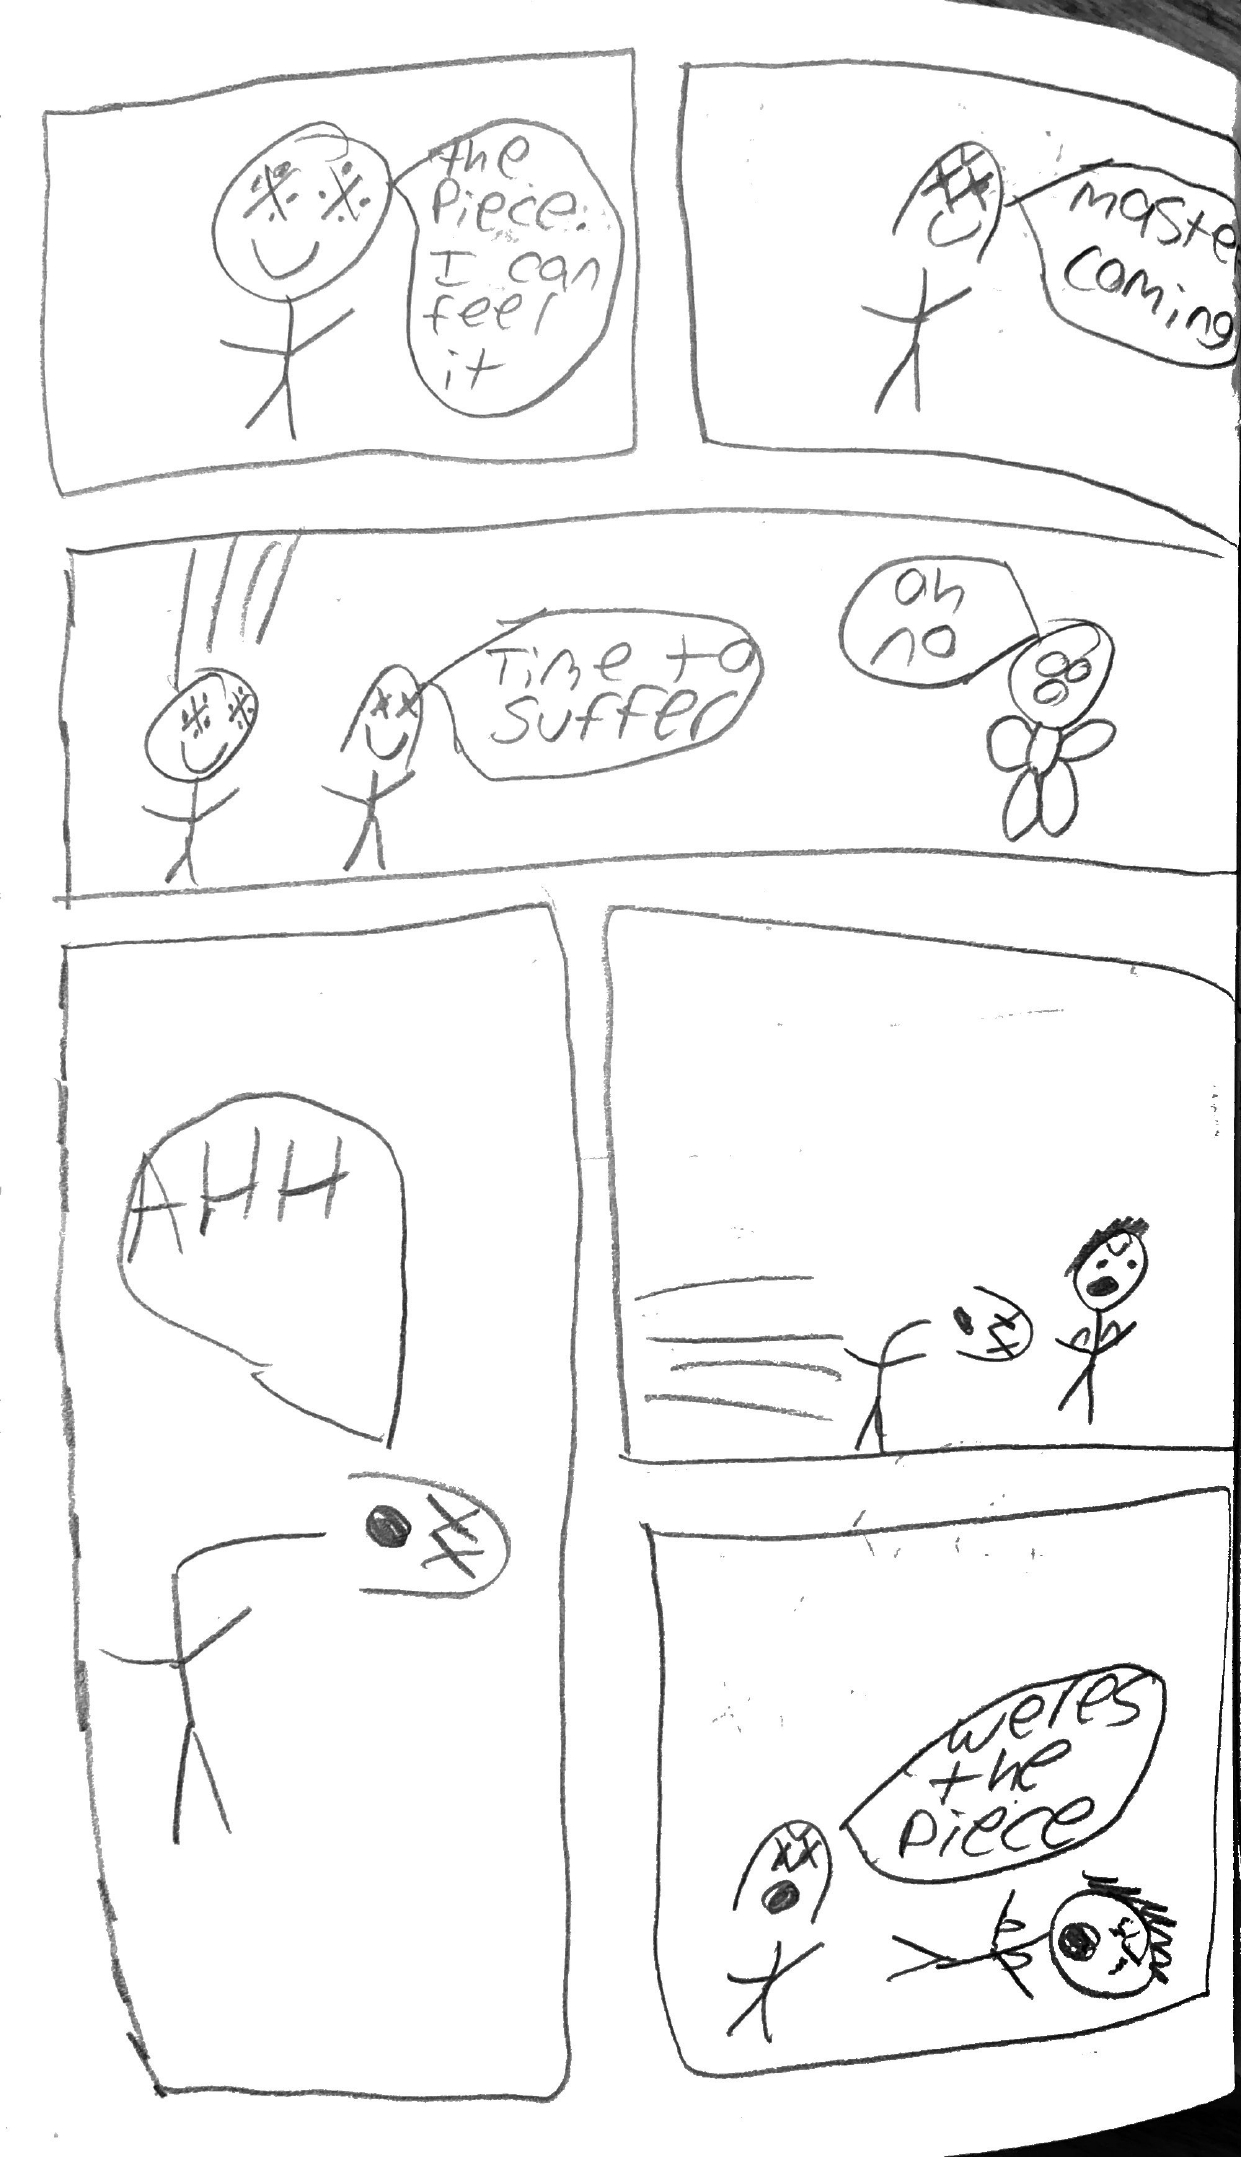 the
Piece.
I can
feel
it
maste
coming
Time to
suffer
oh
no
AHH
weres
the
piece